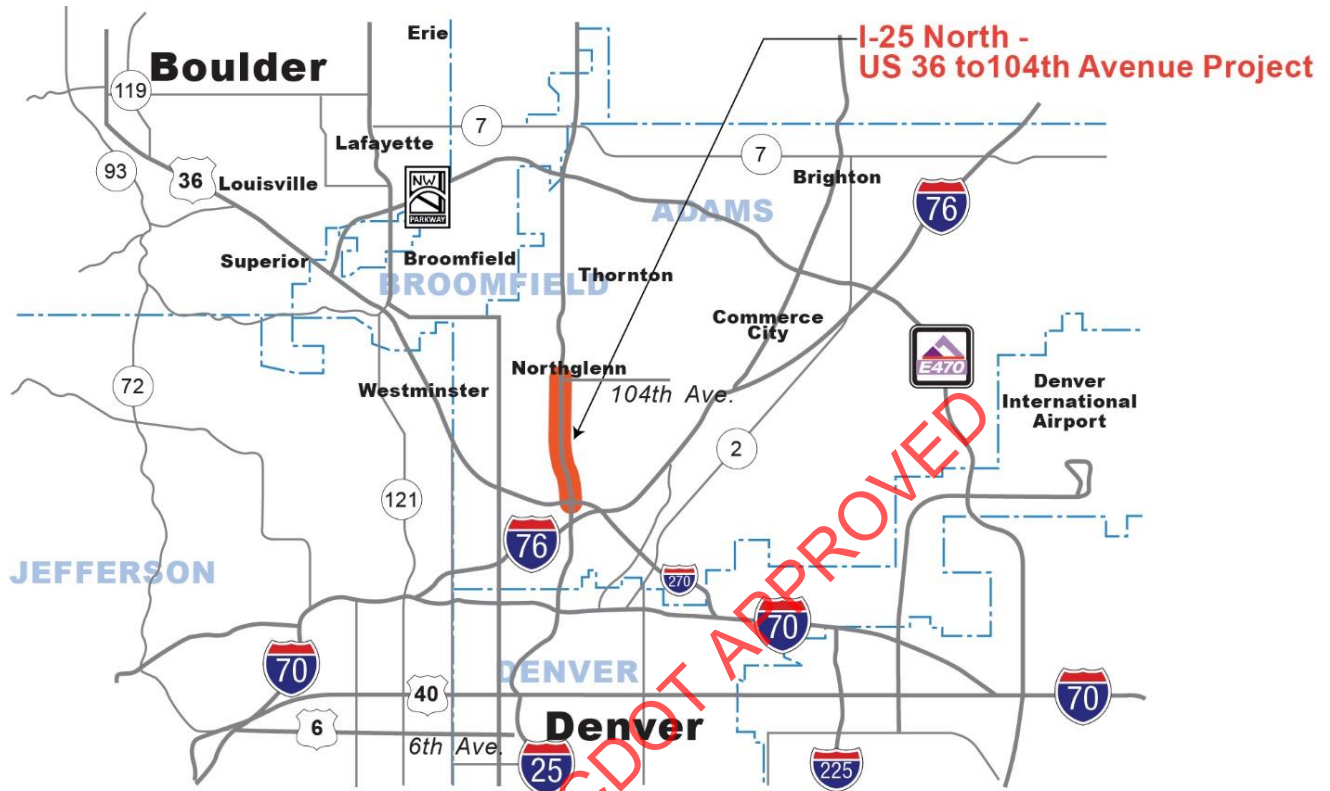 Erie
I-25 North -
US 36 to104th Avenue Project
Boulder
119
Lafayette
7
7
93
36
Louisville
NW
PARKWAY
Brighton
76
ADAMS
Superior
Broomfield
BROOMFIELD
Thornton
Commerce
City
E470
Northglenn
104th Ave.
Westminster
72
Denver
International
Airport
2
121
76
JEFFERSON
270
70
70
DENVER
40
70
6
6th Ave.
Denver
25
225
CDOT APPROVED